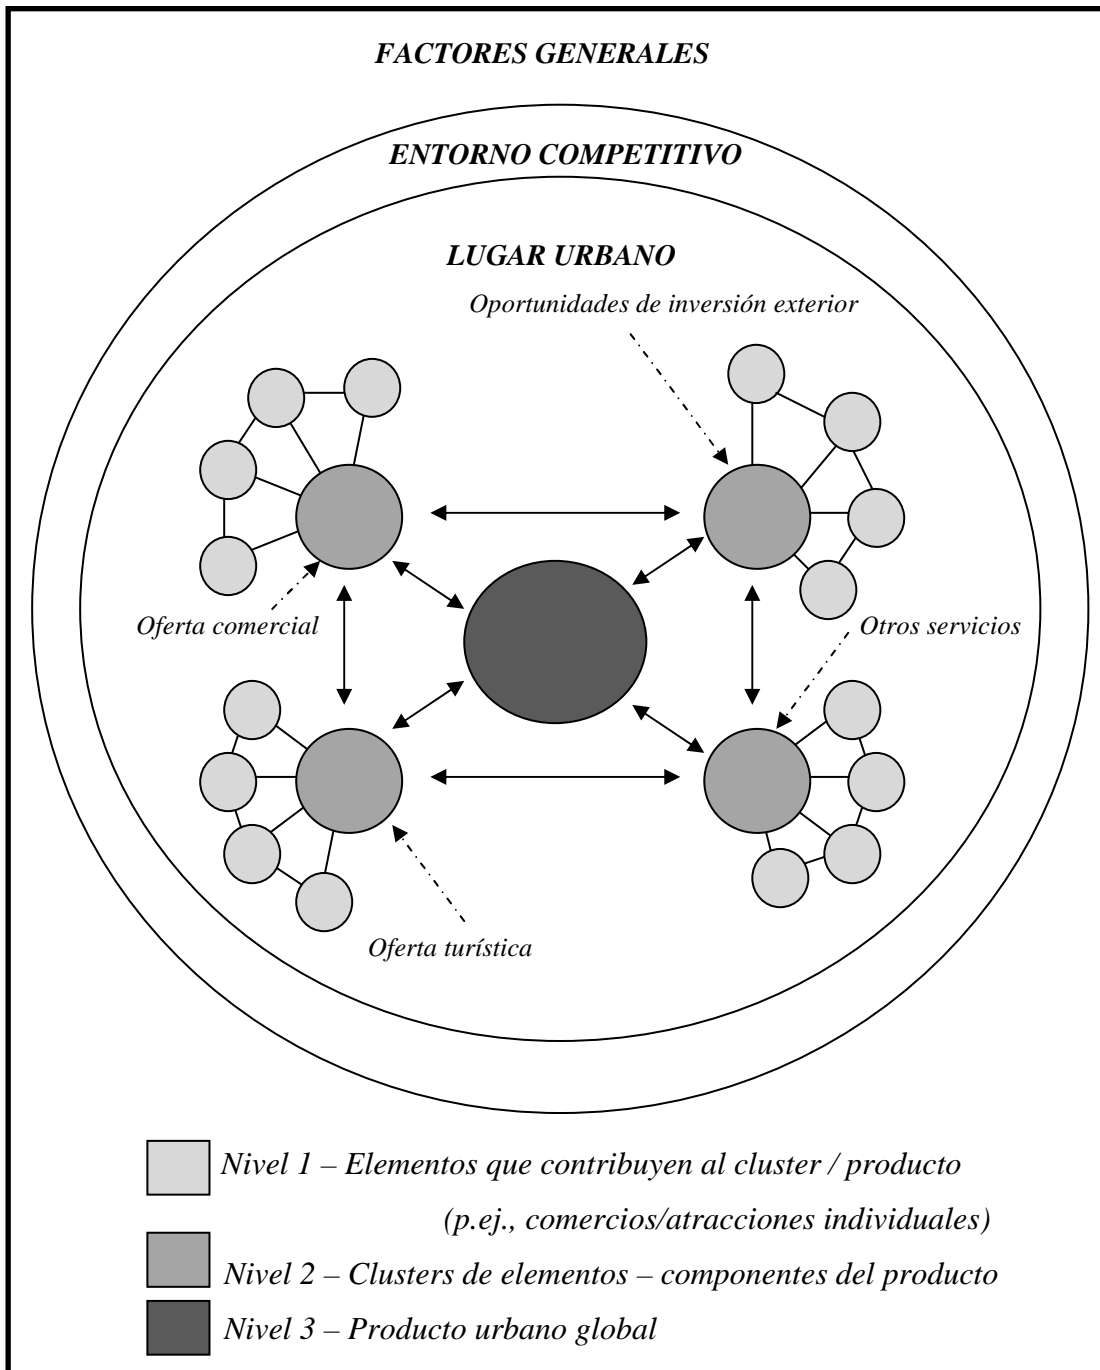 FACTORES GENERALES
ENTORNO COMPETITIVO
LUGAR URBANO
Oportunidades de inversión exterior
Oferta comercial
Otros servicios
Oferta turística
Nivel 1 – Elementos que contribuyen al cluster / producto
(p.ej., comercios/atracciones individuales)
Nivel 2 – Clusters de elementos – componentes del producto
Nivel 3 – Producto urbano global